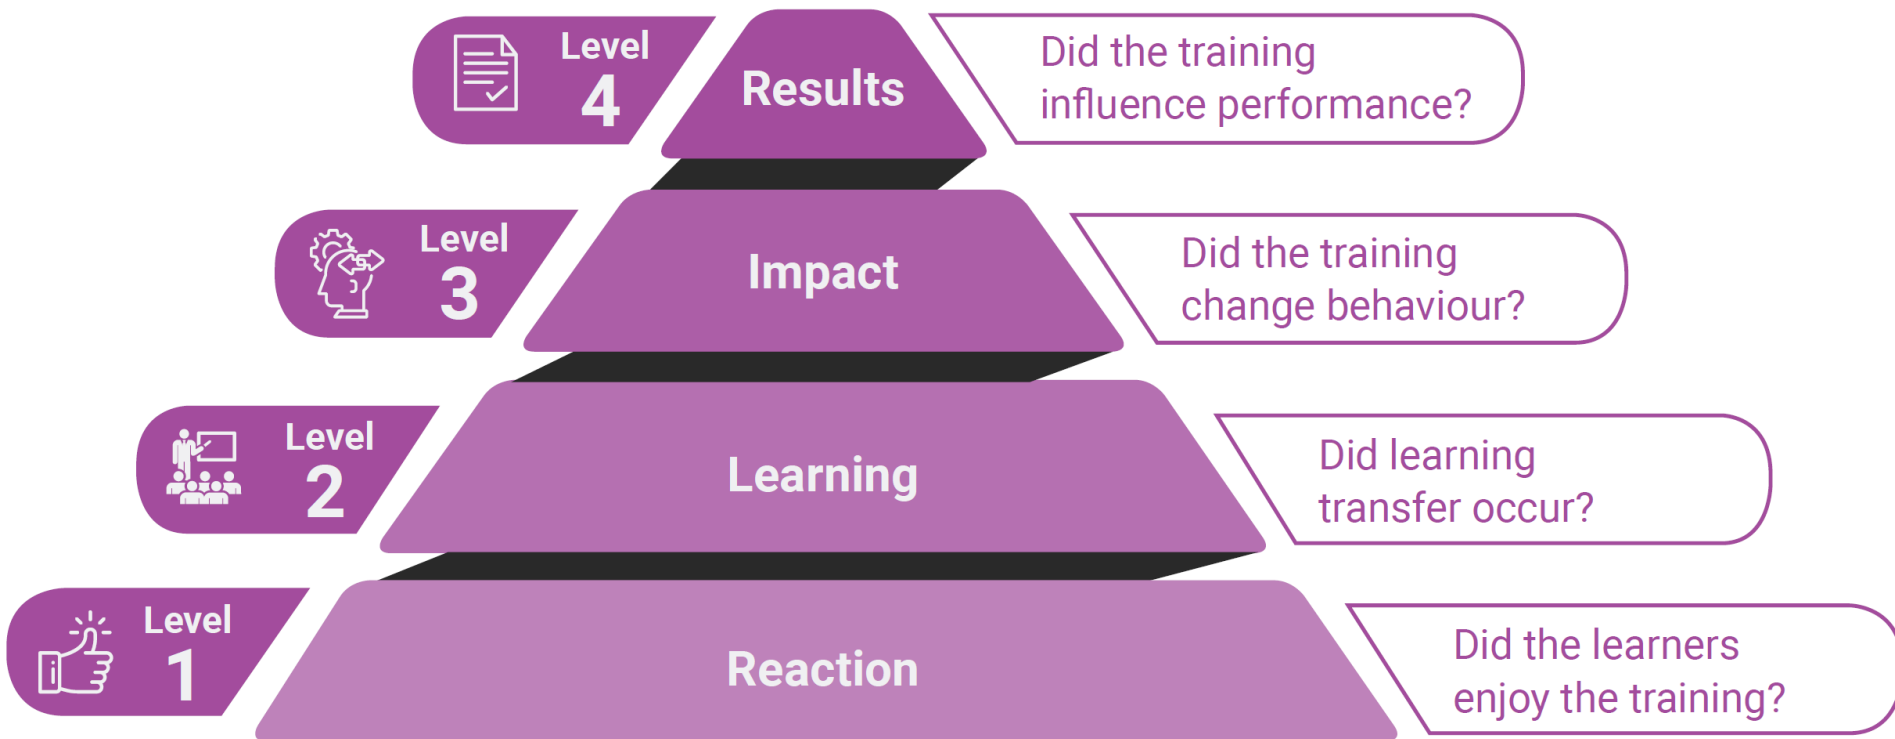 Level
4
Results
Did the training
influence performance?
Level
3
Impact
Did the training
change behaviour?
Level
2
Learning
Did learning
transfer occur?
Level
1
Reaction
Did the learners
enjoy the training?